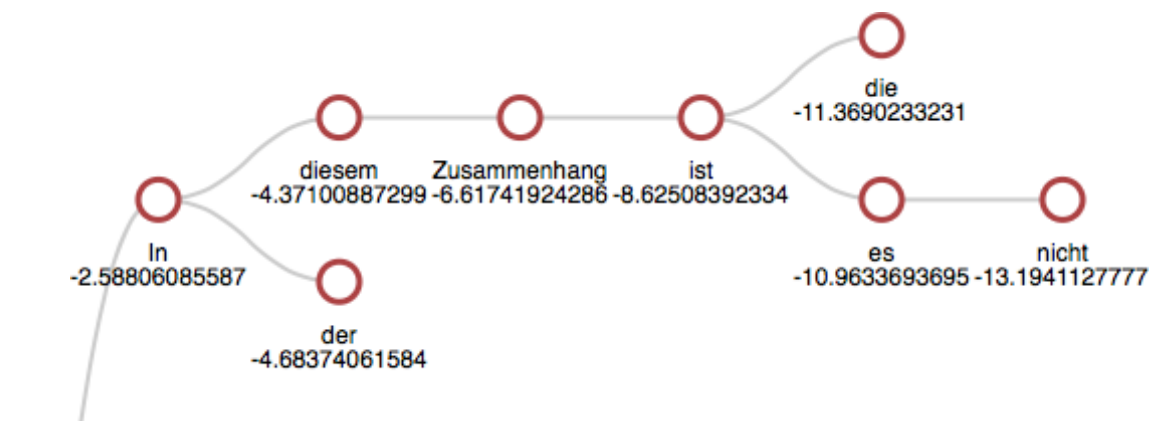 die
-11.3690233231
diesem Zusammenhang ist
-4.37100887299 -6.61741924286 -8.62508392334
In es nicht
-2.58806085587 -10.9633693695 -13.1941127777
der
-4.68374061584